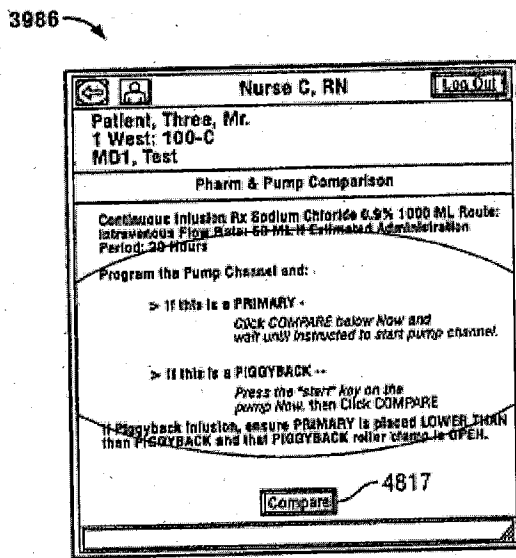 3986
Nurse C, RN
Log Out
Patient, Three, Mr.
1 West: 100-C
MD1, Test
Pharm & Pump Comparison
Continuous Infusion Rx Sodium Chloride 0.9% 1000 ML Route:
Intravenous Flow Rate: 50 ML H Estimated Administration
Period: 20 Hours
Program the Pump Channel and:
> If this is a PRIMARY -
Click COMPARE below Now and
wait until instructed to start pump channel.
> If this is a PIGGYBACK --
Press the "start" key on the
pump Now, then Click COMPARE
If Piggyback Infusion, ensure PRIMARY is placed LOWER THAN
than PIGGYBACK and that PIGGYBACK roller clamp is OPEN.
Compare
4817